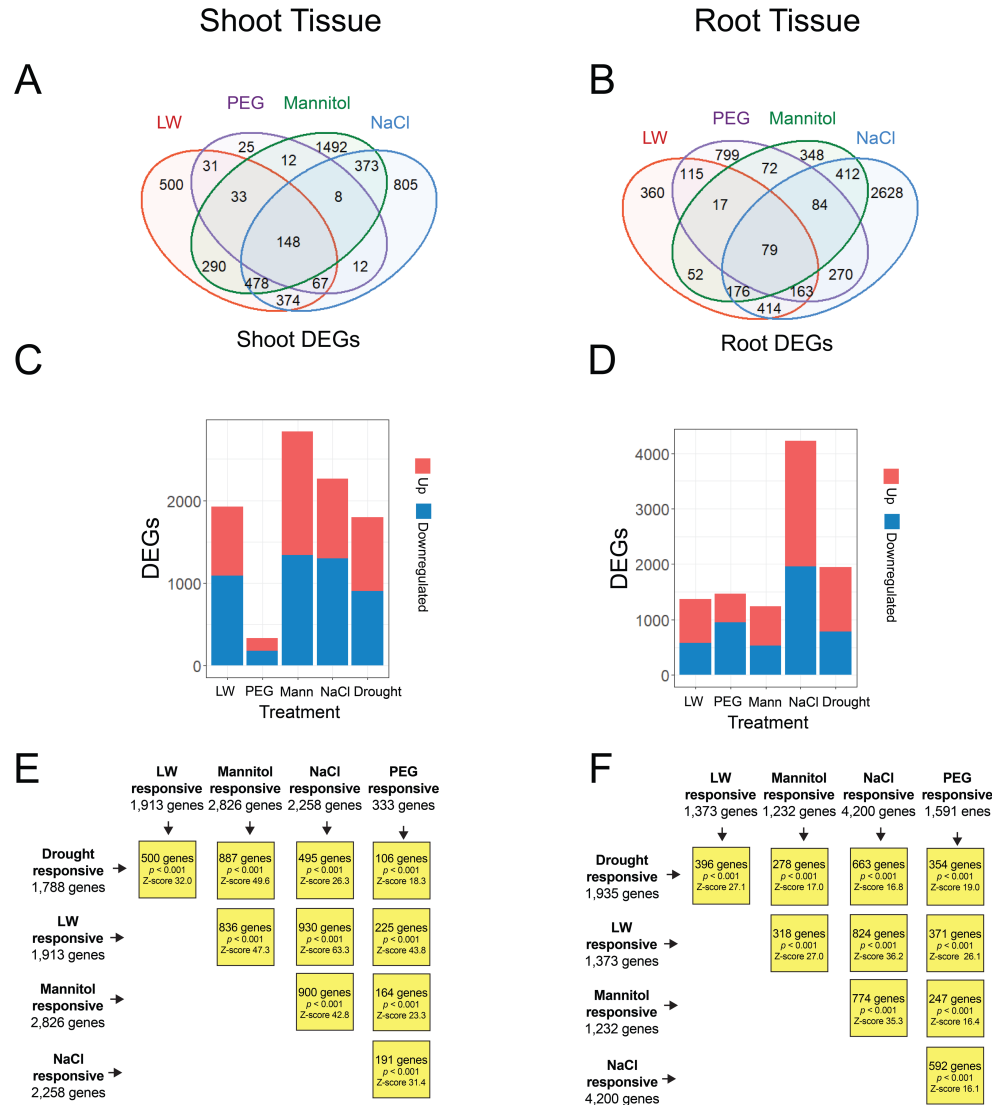 Shoot Tissue
Root Tissue
A
PEG Mannitol
LW
NaCl
25
1492
31
12
373
500
805
33
8
148
290
12
478
67
374
Shoot DEGs
B
PEG
Mannitol
LW
NaCl
799
348
115
72
412
360
2628
17
84
79
52
270
176
163
414
Root DEGs
C
DEGs
2000
1000
0
LW PEG Mann NaCl Drought
Treatment
Up
Downregulated
D
DEGs
4000
3000
2000
1000
0
LW PEG Mann NaCl Drought
Treatment
Up
Downregulated
E
LW
responsive
1,913 genes
Mannitol
responsive
2,826 genes
NaCl
responsive
2,258 genes
PEG
responsive
333 genes
Drought
responsive
1,788 genes
500 genes
p < 0.001
Z-score 32.0
887 genes
p < 0.001
Z-score 49.6
495 genes
p < 0.001
Z-score 26.3
106 genes
p < 0.001
Z-score 18.3
LW
responsive
1,913 genes
836 genes
p < 0.001
Z-score 47.3
930 genes
p < 0.001
Z-score 63.3
225 genes
p < 0.001
Z-score 43.8
Mannitol
responsive
2,826 genes
900 genes
p < 0.001
Z-score 42.8
164 genes
p < 0.001
Z-score 23.3
NaCl
responsive
2,258 genes
191 genes
p < 0.001
Z-score 31.4
F
LW
responsive
1,373 genes
Mannitol
responsive
1,232 genes
NaCl
responsive
4,200 genes
PEG
responsive
1,591 enes
Drought
responsive
1,935 genes
396 genes
p < 0.001
Z-score 27.1
278 genes
p < 0.001
Z-score 17.0
663 genes
p < 0.001
Z-score 16.8
354 genes
p < 0.001
Z-score 19.0
LW
responsive
1,373 genes
318 genes
p < 0.001
Z-score 27.0
824 genes
p < 0.001
Z-score 36.2
371 genes
p < 0.001
Z-score 26.1
Mannitol
responsive
1,232 genes
774 genes
p < 0.001
Z-score 35.3
247 genes
p < 0.001
Z-score 16.4
NaCl
responsive
4,200 genes
592 genes
p < 0.001
Z-score 16.1